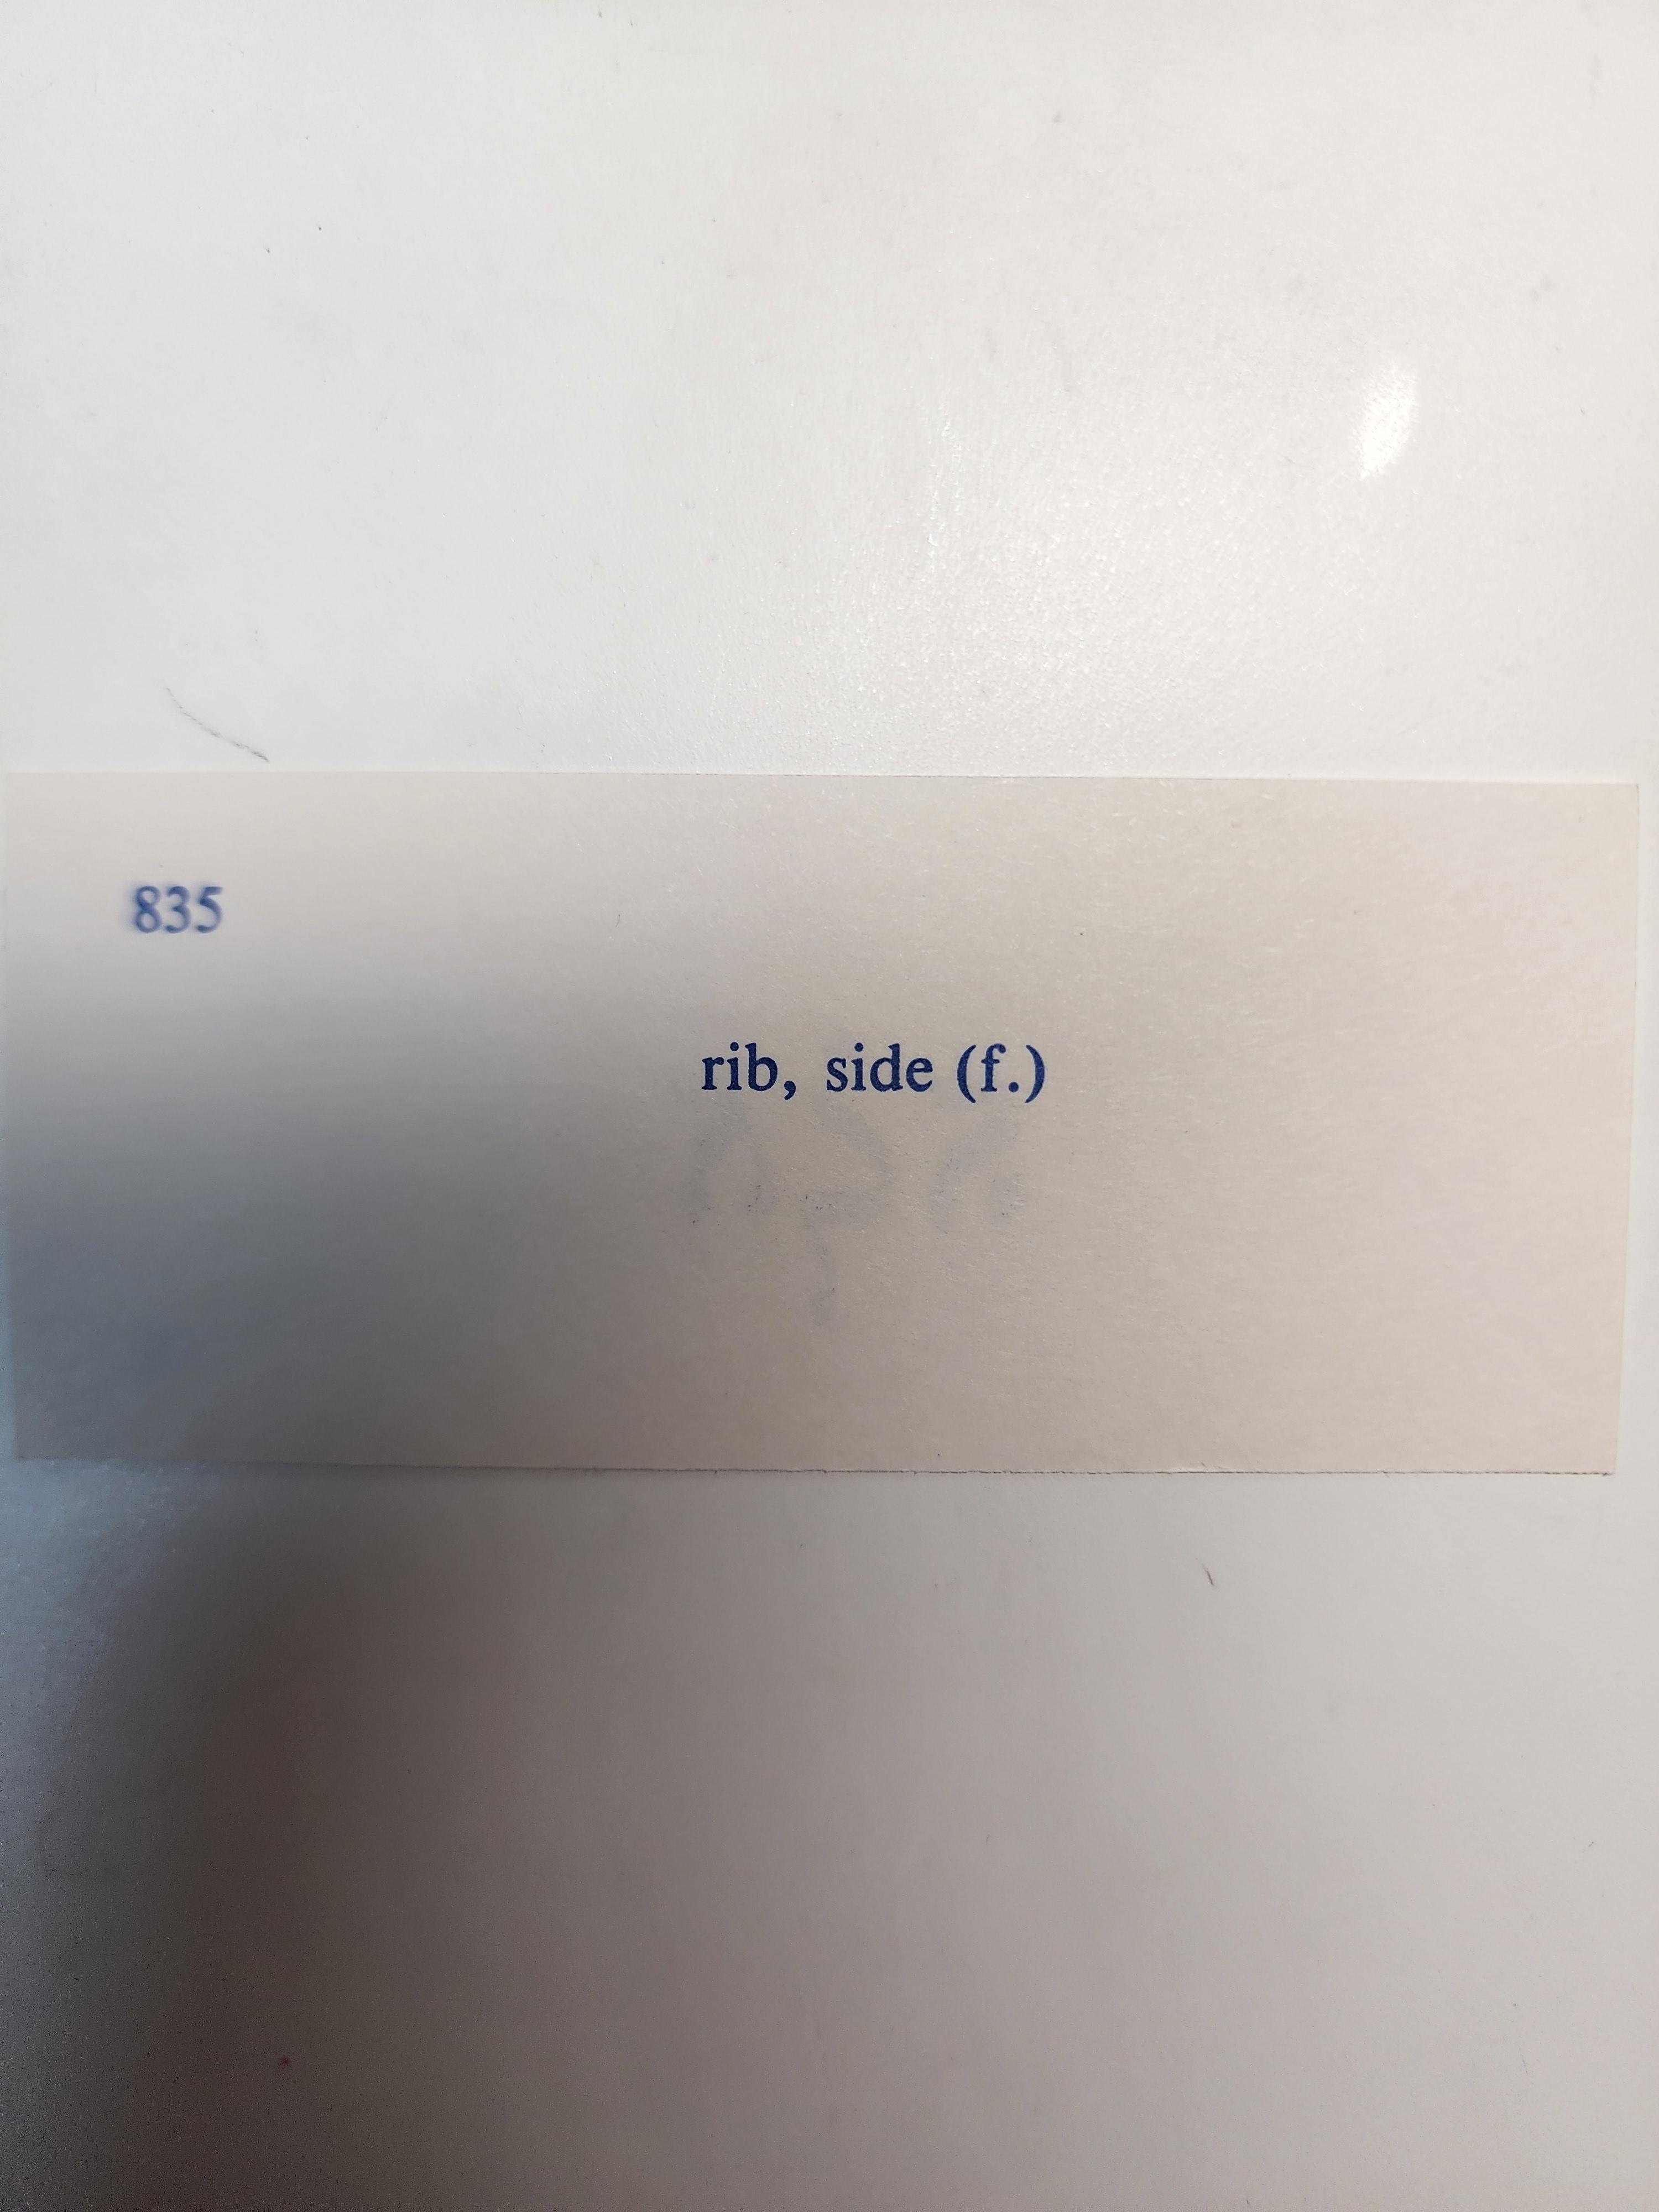 835
rib, side (f.)